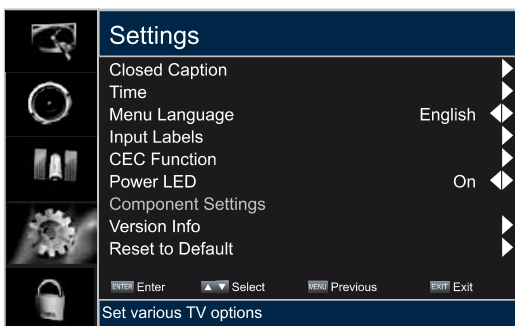 Settings
Closed Caption
Time
Menu Language English
Input Labels
CEC Function
Power LED On
Component Settings
Version Info
Reset to Default
ENTER Enter Select MENU Previous EXIT Exit
Set various TV options